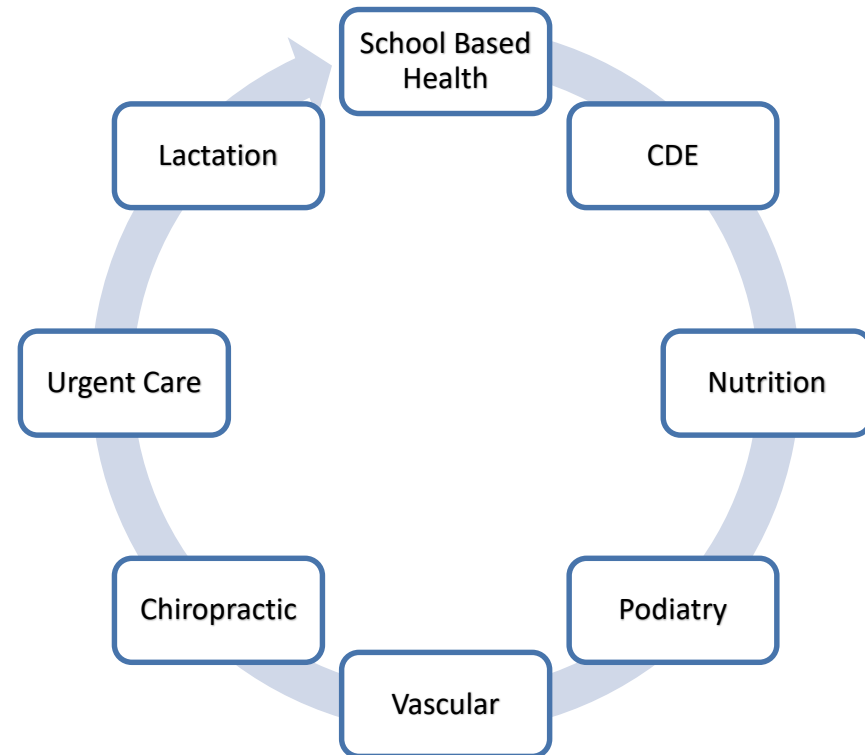 School Based
Health
CDE
Nutrition
Podiatry
Vascular
Chiropractic
Urgent Care
Lactation